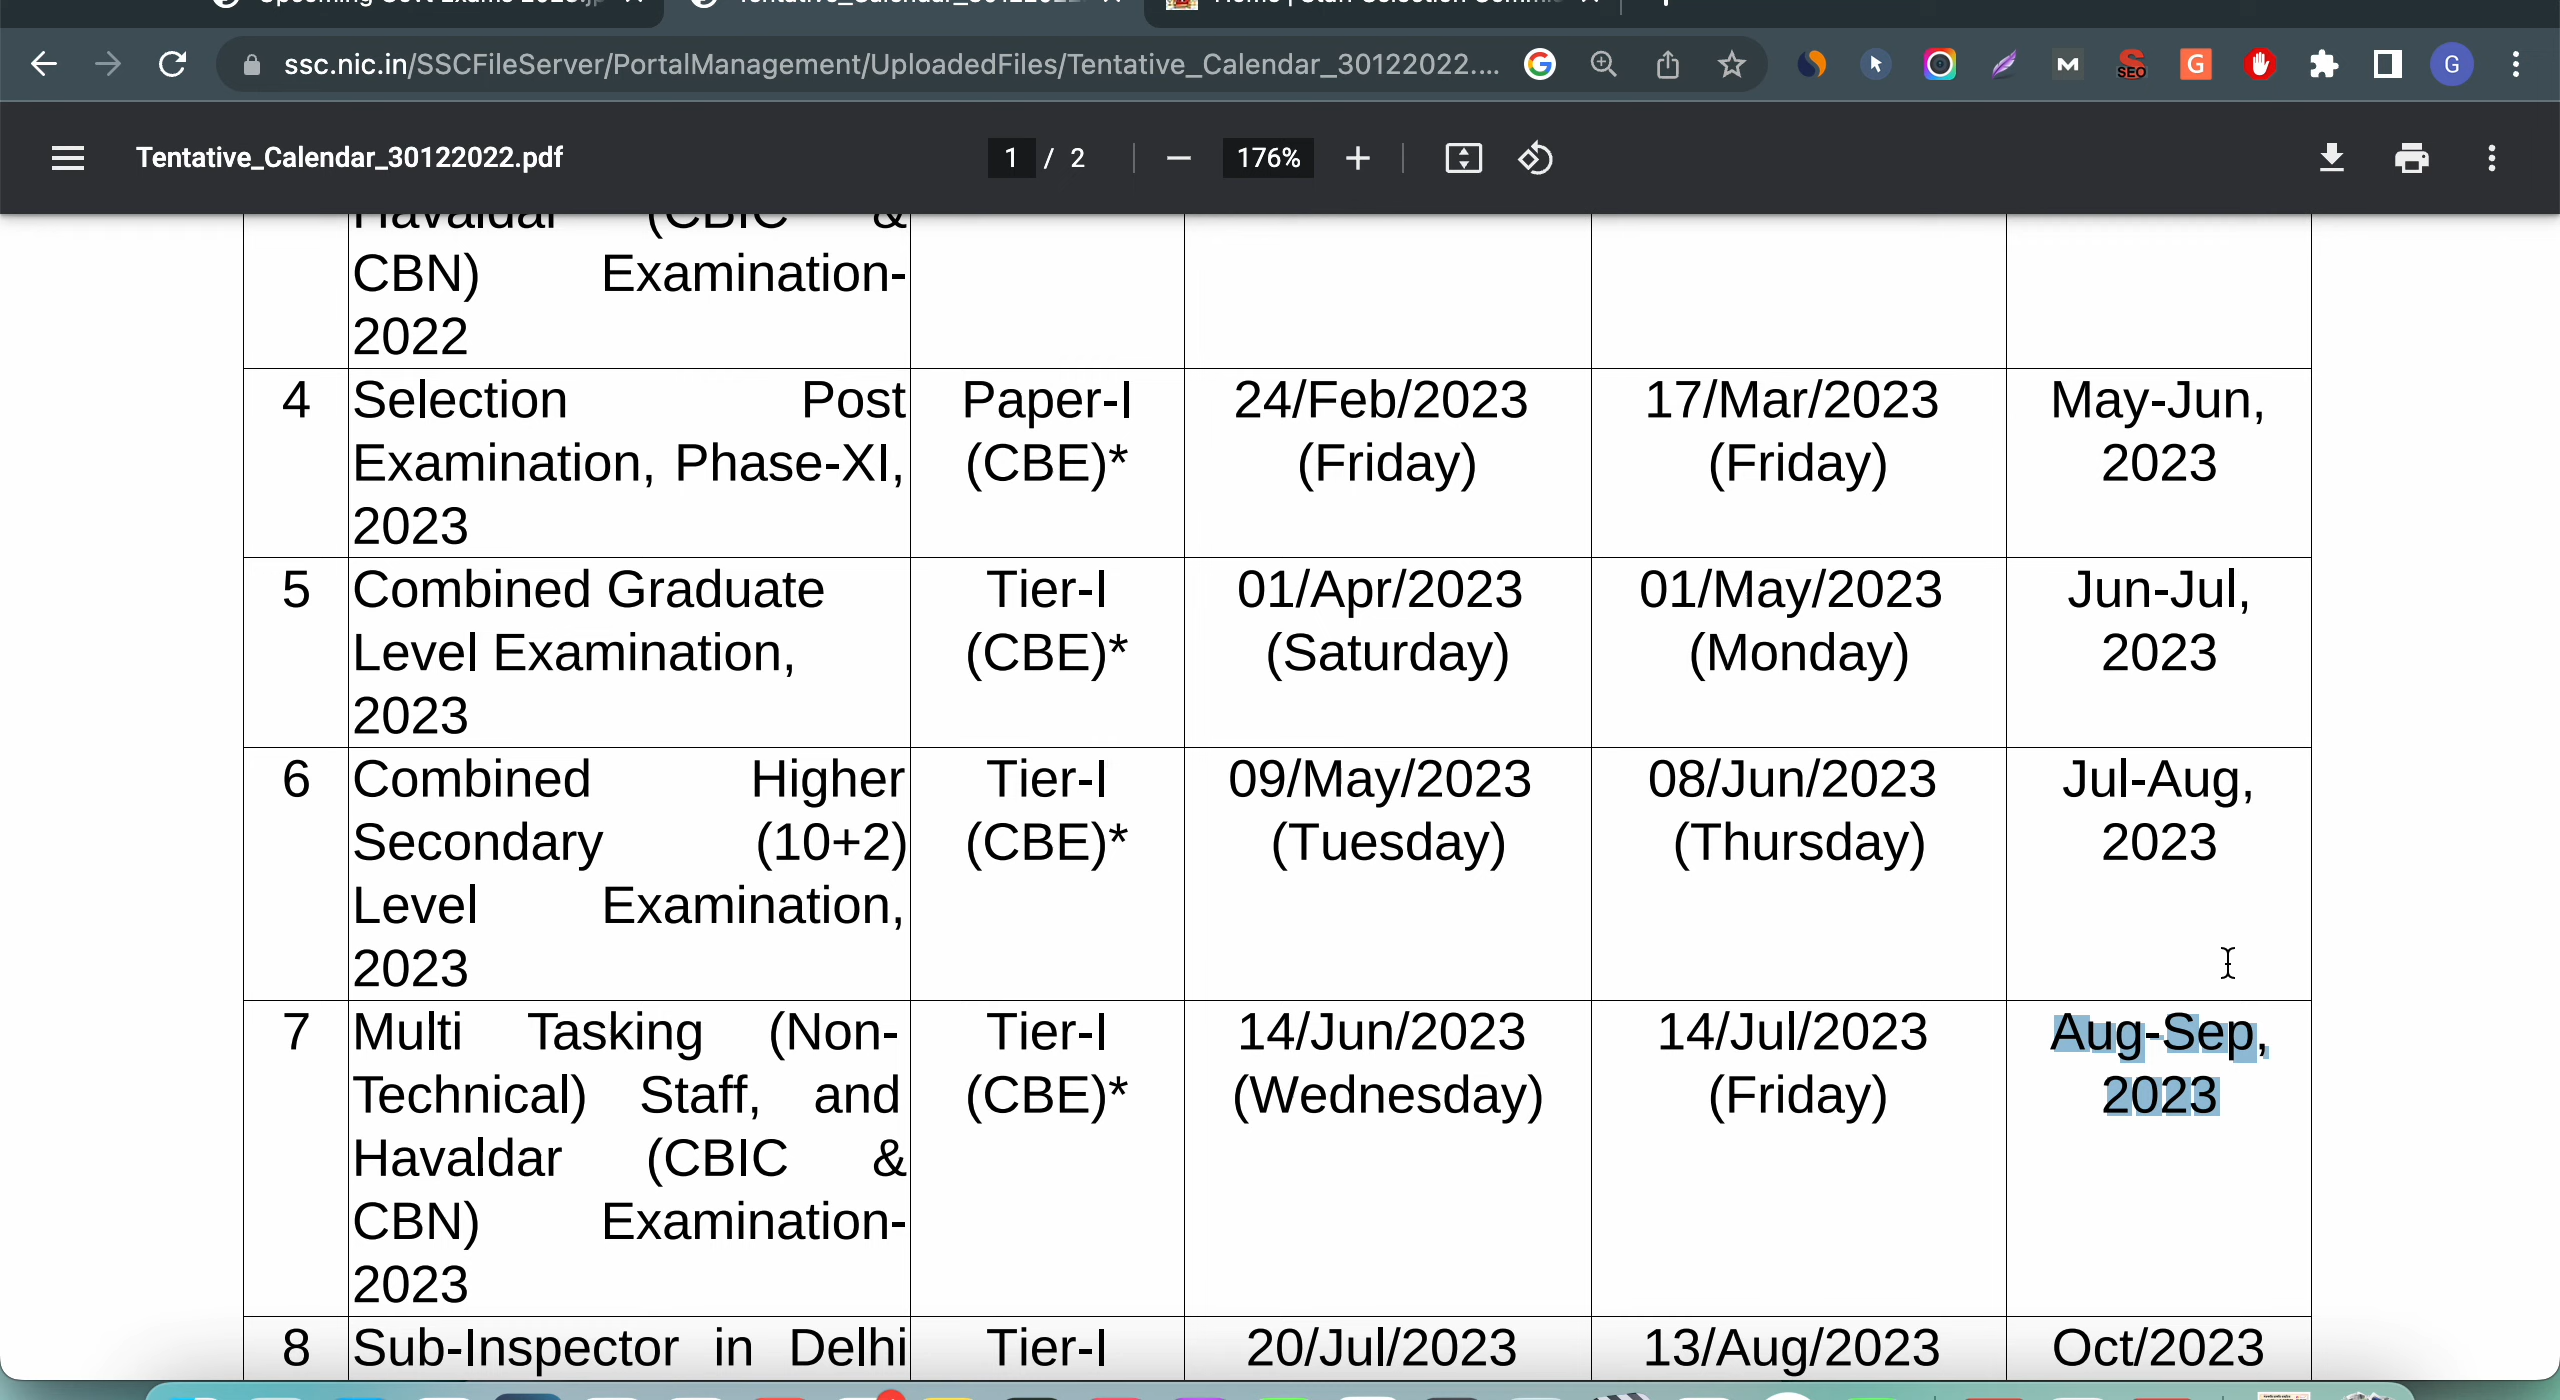 ssc.nic.in/SSCFileServer/PortalManagement/UploadedFiles/Tentative_Calendar_30122022....
Tentative_Calendar_30122022.pdf
1 / 2
176%
M
SEO
G
G
Havaldar (CBIC &
CBN) Examination-
2022
4 Selection Post Paper-I 24/Feb/2023 17/Mar/2023 May-Jun,
Examination, Phase-XI, (CBE)* (Friday) (Friday) 2023
2023
5 Combined Graduate Tier-I 01/Apr/2023 01/May/2023 Jun-Jul,
Level Examination, (CBE)* (Saturday) (Monday) 2023
2023
6 Combined Higher Tier-I 09/May/2023 08/Jun/2023 Jul-Aug,
Secondary (10+2) (CBE)* (Tuesday) (Thursday) 2023
Level Examination,
2023
7 Multi Tasking (Non- Tier-I 14/Jun/2023 14/Jul/2023 Aug-Sep,
Technical) Staff, and (CBE)* (Wednesday) (Friday) 2023
Havaldar (CBIC &
CBN) Examination-
2023
8 Sub-Inspector in Delhi Tier-I 20/Jul/2023 13/Aug/2023 Oct/2023